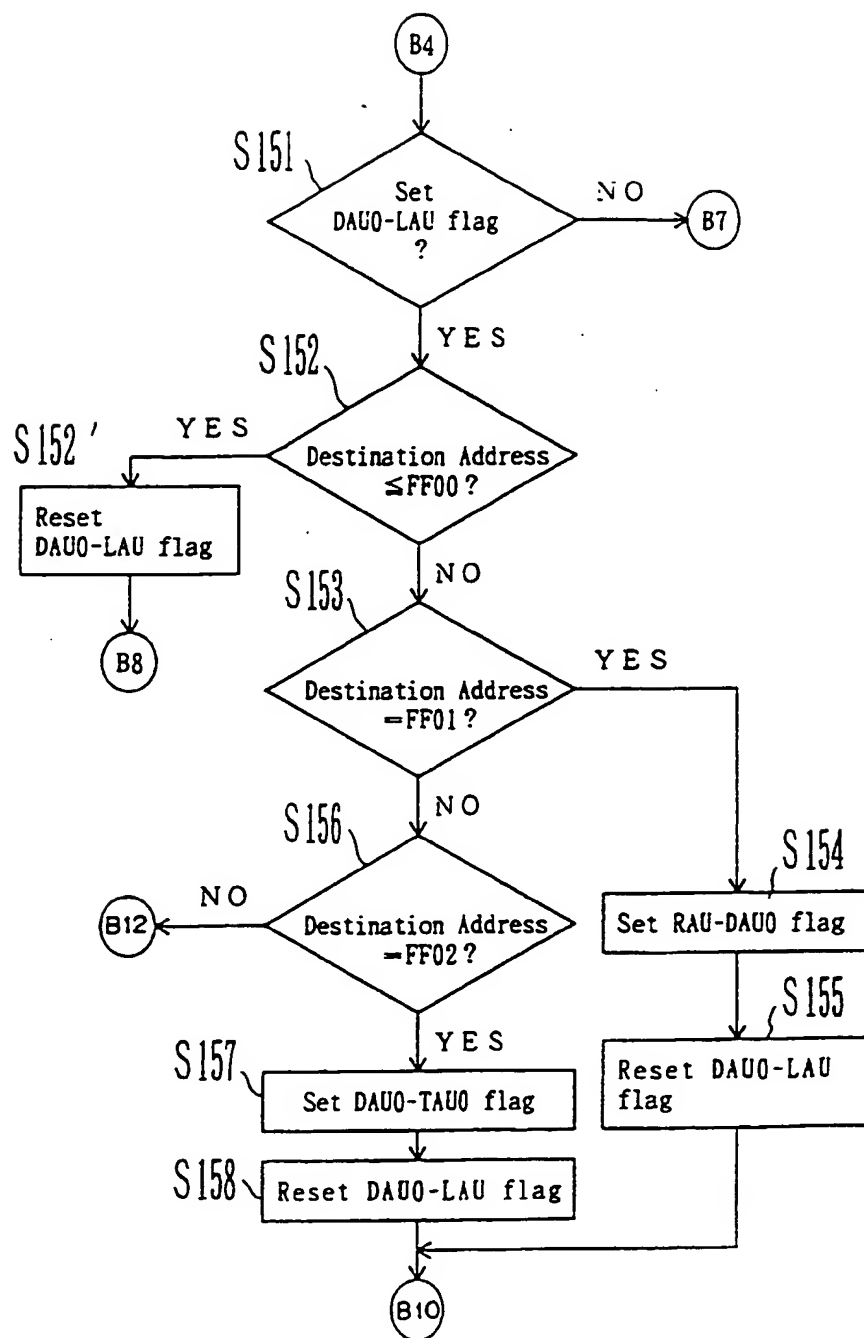 B4
S151
Set
DAU0-LAU flag
?
NO
B7
YES
S152
Destination Address
≦FF00?
YES
S152'
Reset
DAU0-LAU flag
B8
NO
S153
Destination Address
=FF01?
YES
NO
S156
Destination Address
=FF02?
NO
B12
S154
Set RAU-DAU0 flag
S155
Reset DAU0-LAU
flag
YES
S157
Set DAU0-TAU0 flag
S158
Reset DAU0-LAU flag
B10